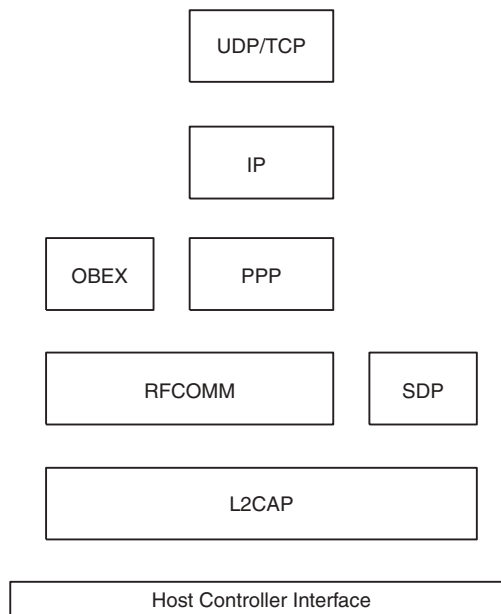 UDP/TCP
IP
OBEX
PPP
RFCOMM
SDP
L2CAP
Host Controller Interface